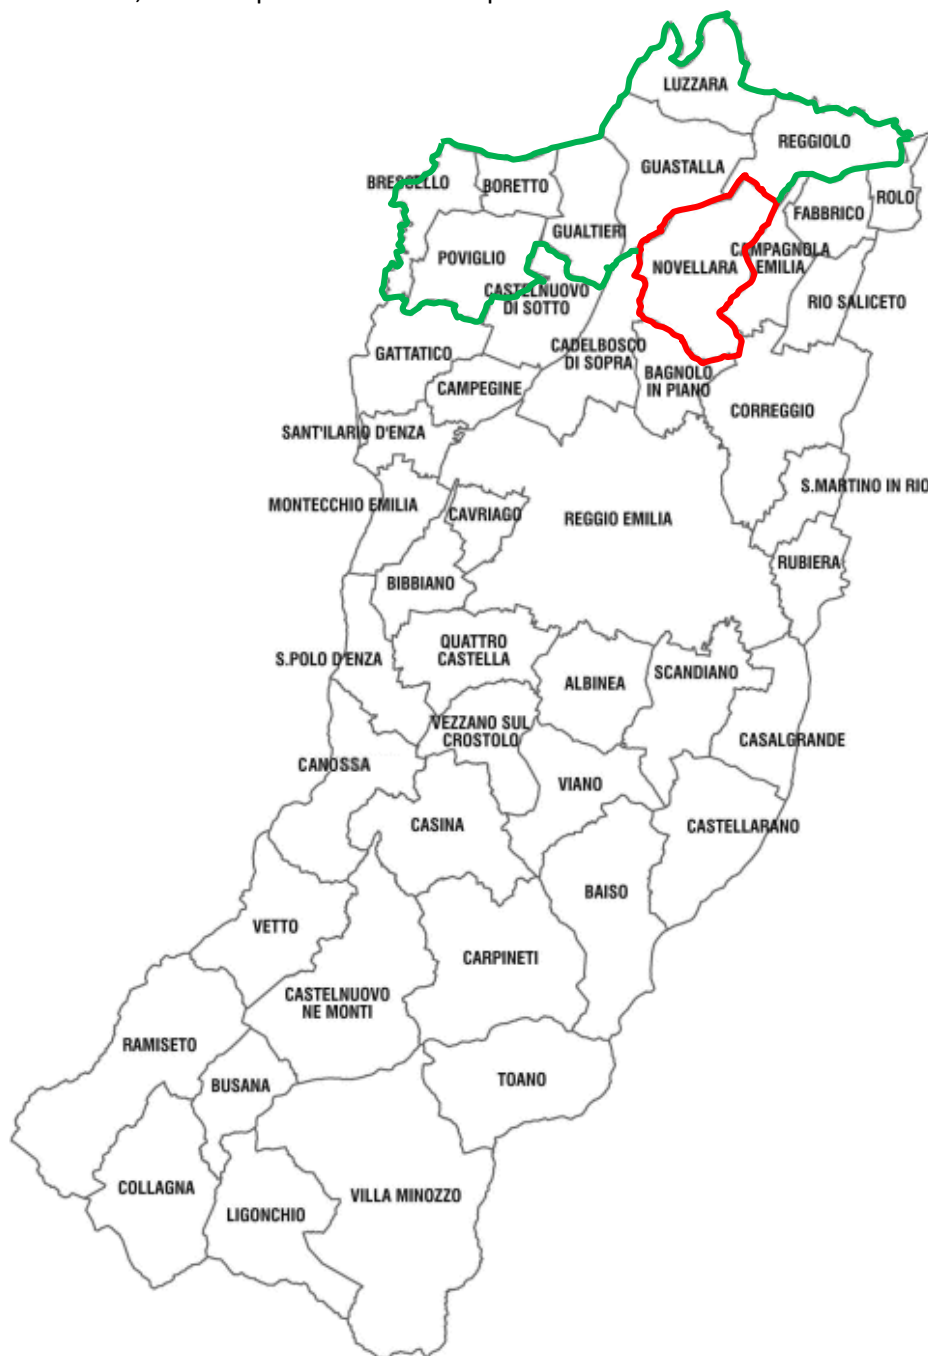 LUZZARA
REGGIOLO
GUASTALLA
BRESCELLO
BORETTO
ROLO
FABBRICO
GUALTIERI
POVIGLIO
NOVELLARA
CAMPAGNOLA
EMILIA
CASTELNUOVO
DI SOTTO
RIO SALICETO
GATTATICO
CADELBOSCO
DI SOPRA
BAGNOLO
IN PIANO
CAMPEGINE
CORREGGIO
SANT'ILARIO D'ENZA
S.MARTINO IN RIO
MONTECCHIO EMILIA
CAVRIAGO
REGGIO EMILIA
RUBIERA
BIBBIANO
S.POLO D'ENZA
QUATTRO
CASTELLA
ALBINEA
SCANDIANO
VEZZANO SUL
CROSTOLO
CASALGRANDE
CANOSSA
VIANO
CASINA
CASTELLARANO
BAISO
VETTO
CARPINETI
CASTELNUOVO
NE MONTI
RAMISETO
BUSANA
TOANO
COLLAGNA
VILLA MINOZZO
LIGONCHIO